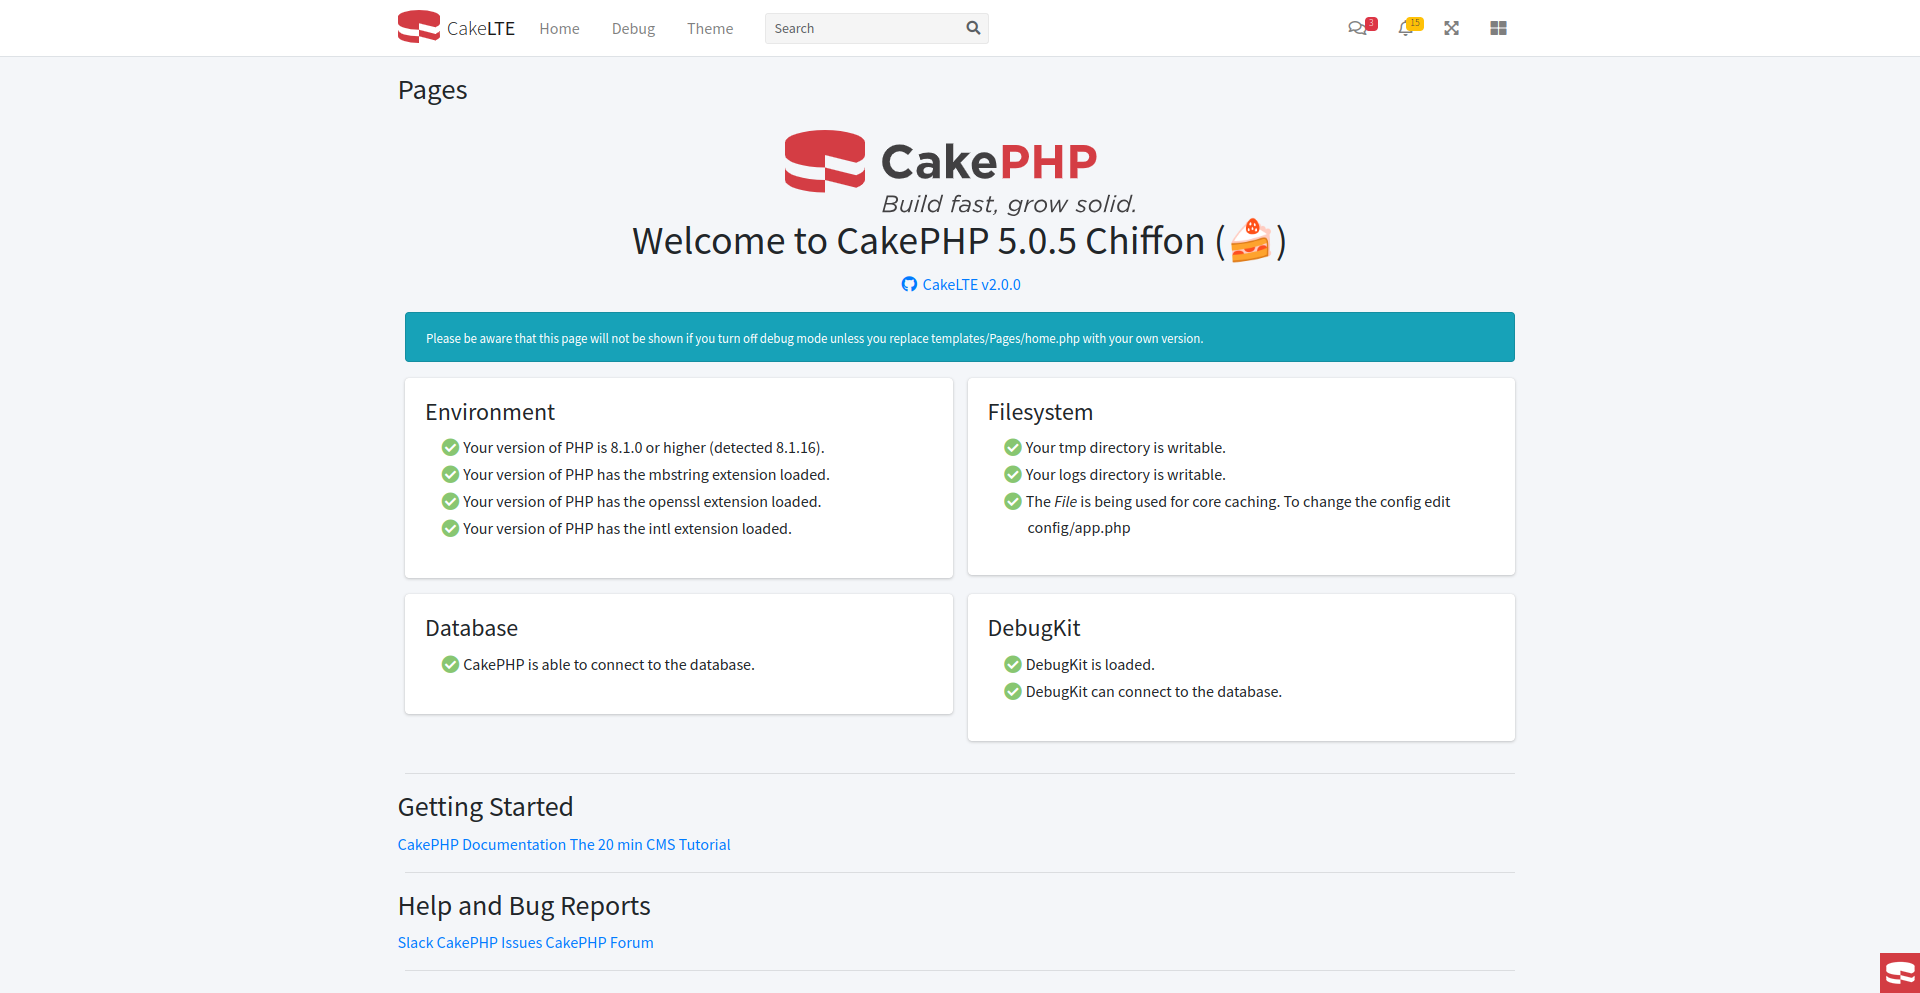 CakeLTE Home Debug Theme Search 3 15
Pages
CakePHP
Build fast, grow solid.
Welcome to CakePHP 5.0.5 Chiffon (🍰)
CakeLTE v2.0.0
Please be aware that this page will not be shown if you turn off debug mode unless you replace templates/Pages/home.php with your own version.
Environment
Your version of PHP is 8.1.0 or higher (detected 8.1.16).
Your version of PHP has the mbstring extension loaded.
Your version of PHP has the openssl extension loaded.
Your version of PHP has the intl extension loaded.
Filesystem
Your tmp directory is writable.
Your logs directory is writable.
The File is being used for core caching. To change the config edit
config/app.php
Database
CakePHP is able to connect to the database.
DebugKit
DebugKit is loaded.
DebugKit can connect to the database.
Getting Started
CakePHP Documentation The 20 min CMS Tutorial
Help and Bug Reports
Slack CakePHP Issues CakePHP Forum